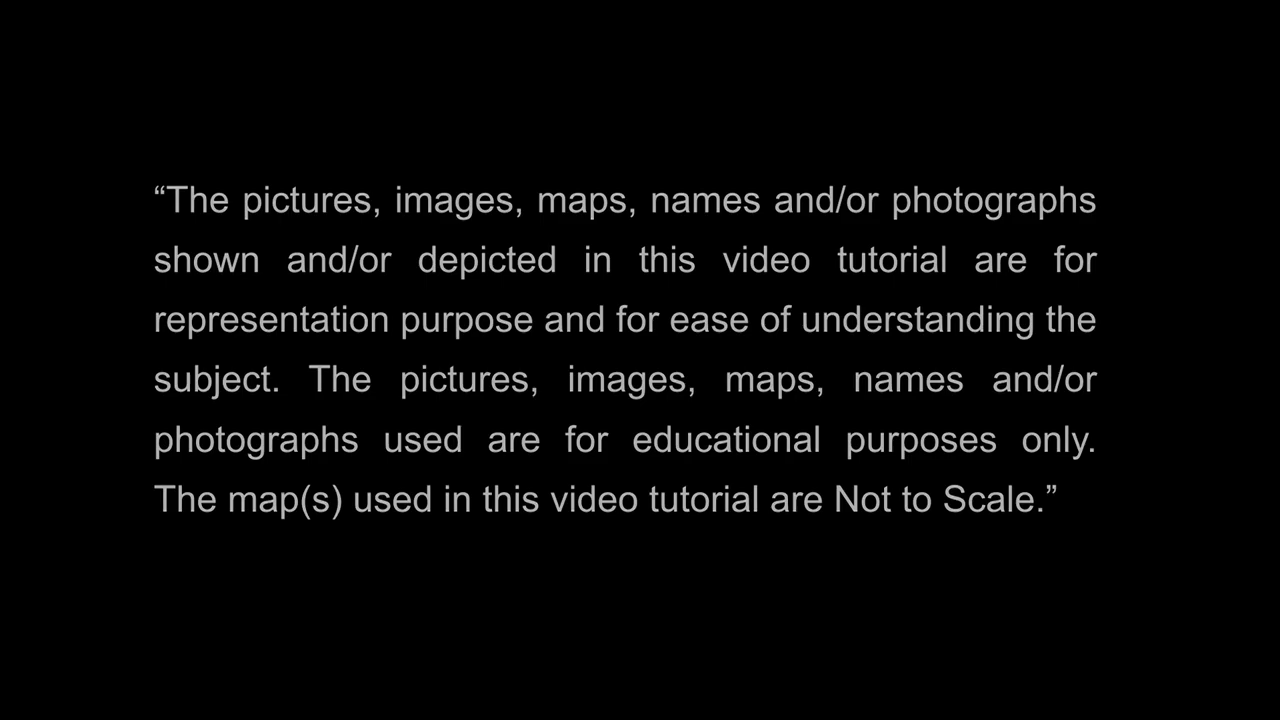 “The pictures, images, maps, names and/or photographs
shown and/or depicted in this video tutorial are for
representation purpose and for ease of understanding the
subject. The pictures, images, maps, names and/or
photographs used are for educational purposes only.
The map(s) used in this video tutorial are Not to Scale.”